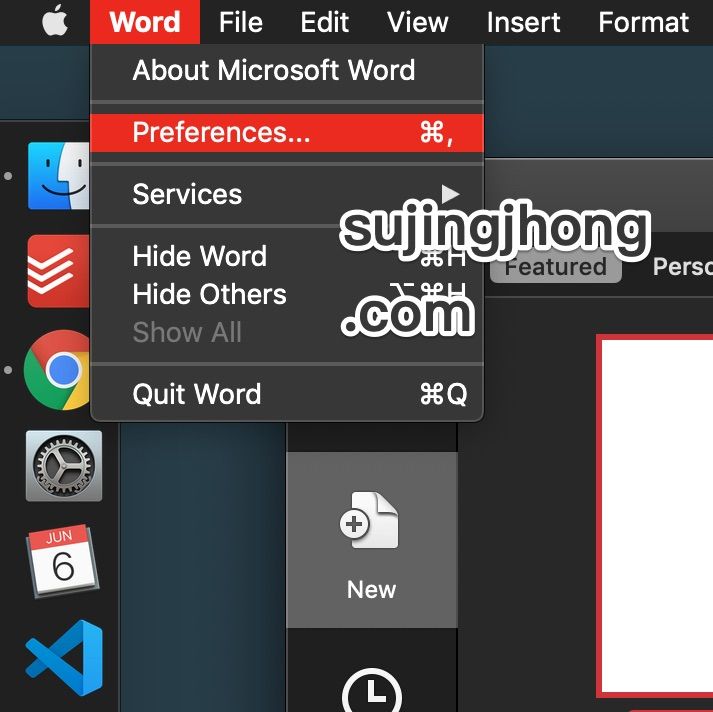 Word File Edit View Insert Format
About Microsoft Word
Preferences... ⌘,
Services ▶
Hide Word ⌘H
Hide Others ⌥⌘H
Show All
Quit Word ⌘Q
sujingjhong
.com
Featured
JUN
6
New